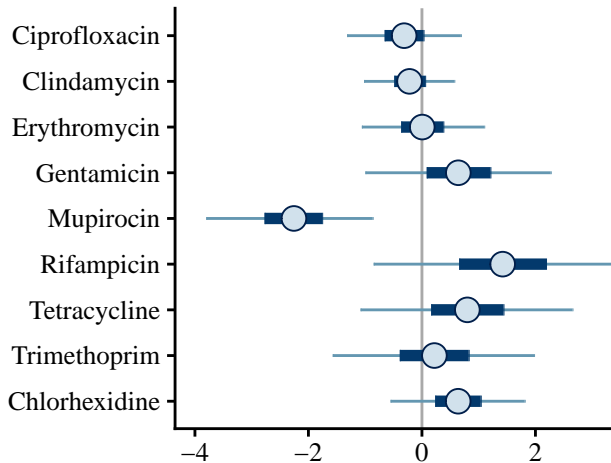 Ciprofloxacin
Clindamycin
Erythromycin
Gentamicin
Mupirocin
Rifampicin
Tetracycline
Trimethoprim
Chlorhexidine
−4 −2 0 2